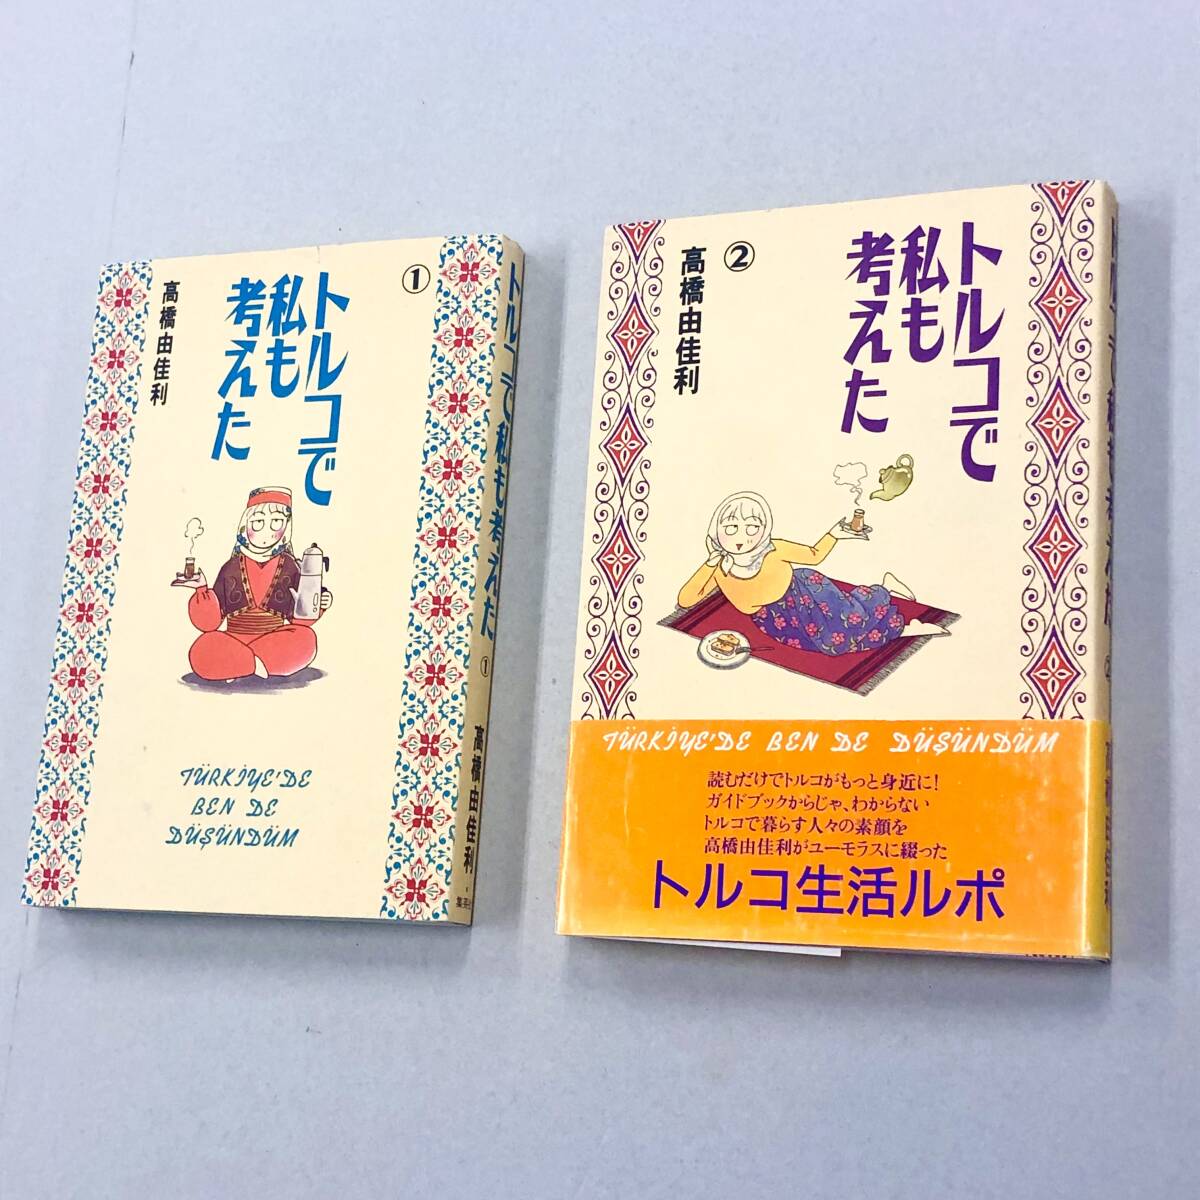 トルコで
私も
考えた
①
高橋由佳利
TÜRKİYE'DE
BEN DE
DÜŞÜNDÜM
トルコで私も考えた
①
高橋由佳利
トルコで
私も
考えた
②
高橋由佳利
TÜRKİYE'DE BEN DE DÜŞÜNDÜM
読むだけでトルコがもっと身近に!
ガイドブックからじゃ、わからない
トルコで暮らす人々の素顔を
高橋由佳利がユーモラスに綴った
トルコ生活ルポ